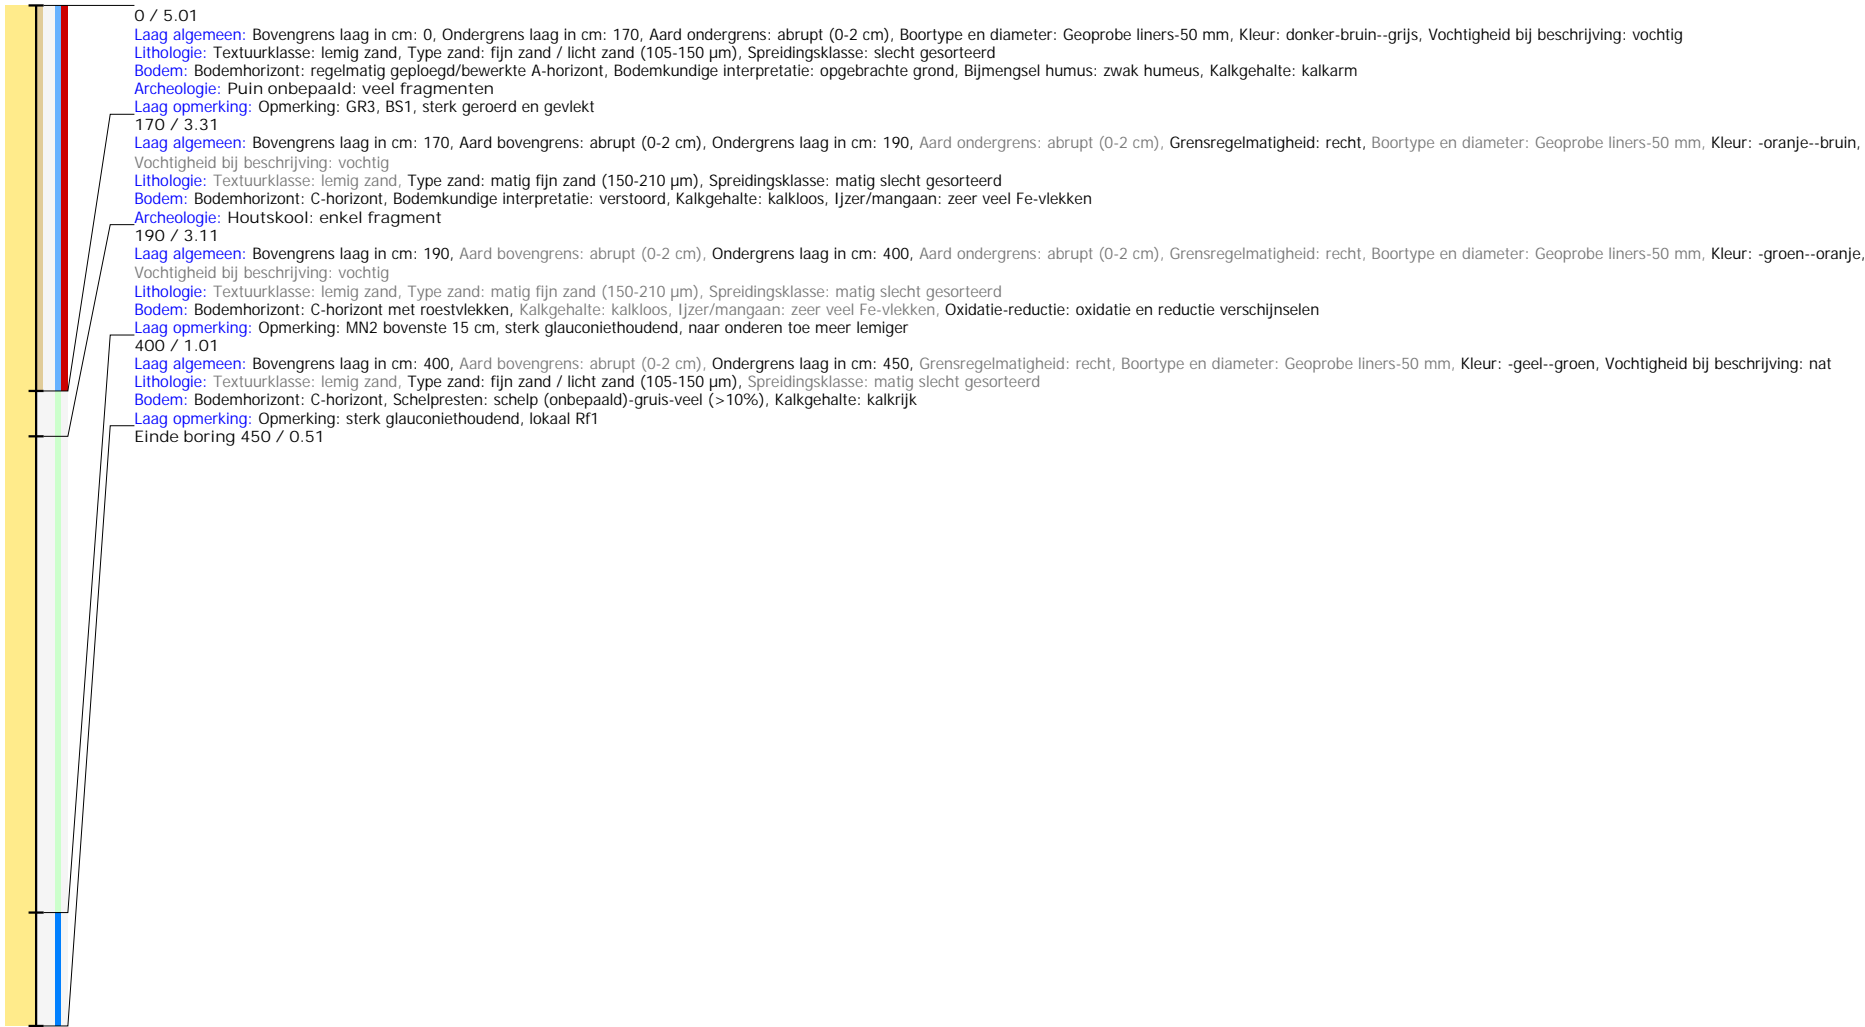 0 / 5.01
Laag algemeen: Bovengrens laag in cm: 0, Ondergrens laag in cm: 170, Aard ondergrens: abrupt (0-2 cm), Boortype en diameter: Geoprobe liners-50 mm, Kleur: donker-bruin--grijs, Vochtigheid bij beschrijving: vochtig
Lithologie: Textuurklasse: lemig zand, Type zand: fijn zand / licht zand (105-150 µm), Spreidingsklasse: slecht gesorteerd
Bodem: Bodemhorizont: regelmatig geploegd/bewerkte A-horizont, Bodemkundige interpretatie: opgebrachte grond, Bijmengsel humus: zwak humeus, Kalkgehalte: kalkarm
Archeologie: Puin onbepaald: veel fragmenten
Laag opmerking: Opmerking: GR3, BS1, sterk geroerd en gevlekt
170 / 3.31
Laag algemeen: Bovengrens laag in cm: 170, Aard bovengrens: abrupt (0-2 cm), Ondergrens laag in cm: 190, Aard ondergrens: abrupt (0-2 cm), Grensregelmatigheid: recht, Boortype en diameter: Geoprobe liners-50 mm, Kleur: -oranje--bruin,
Vochtigheid bij beschrijving: vochtig
Lithologie: Textuurklasse: lemig zand, Type zand: matig fijn zand (150-210 µm), Spreidingsklasse: matig slecht gesorteerd
Bodem: Bodemhorizont: C-horizont, Bodemkundige interpretatie: verstoord, Kalkgehalte: kalkloos, Ijzer/mangaan: zeer veel Fe-vlekken
Archeologie: Houtskool: enkel fragment
190 / 3.11
Laag algemeen: Bovengrens laag in cm: 190, Aard bovengrens: abrupt (0-2 cm), Ondergrens laag in cm: 400, Aard ondergrens: abrupt (0-2 cm), Grensregelmatigheid: recht, Boortype en diameter: Geoprobe liners-50 mm, Kleur: -groen--oranje,
Vochtigheid bij beschrijving: vochtig
Lithologie: Textuurklasse: lemig zand, Type zand: matig fijn zand (150-210 µm), Spreidingsklasse: matig slecht gesorteerd
Bodem: Bodemhorizont: C-horizont met roestvlekken, Kalkgehalte: kalkloos, Ijzer/mangaan: zeer veel Fe-vlekken, Oxidatie-reductie: oxidatie en reductie verschijnselen
Laag opmerking: Opmerking: MN2 bovenste 15 cm, sterk glauconiethoudend, naar onderen toe meer lemiger
400 / 1.01
Laag algemeen: Bovengrens laag in cm: 400, Aard bovengrens: abrupt (0-2 cm), Ondergrens laag in cm: 450, Grensregelmatigheid: recht, Boortype en diameter: Geoprobe liners-50 mm, Kleur: -geel--groen, Vochtigheid bij beschrijving: nat
Lithologie: Textuurklasse: lemig zand, Type zand: fijn zand / licht zand (105-150 µm), Spreidingsklasse: matig slecht gesorteerd
Bodem: Bodemhorizont: C-horizont, Schelpresten: schelp (onbepaald)-gruis-veel (>10%), Kalkgehalte: kalkrijk
Laag opmerking: Opmerking: sterk glauconiethoudend, lokaal Rf1
Einde boring 450 / 0.51